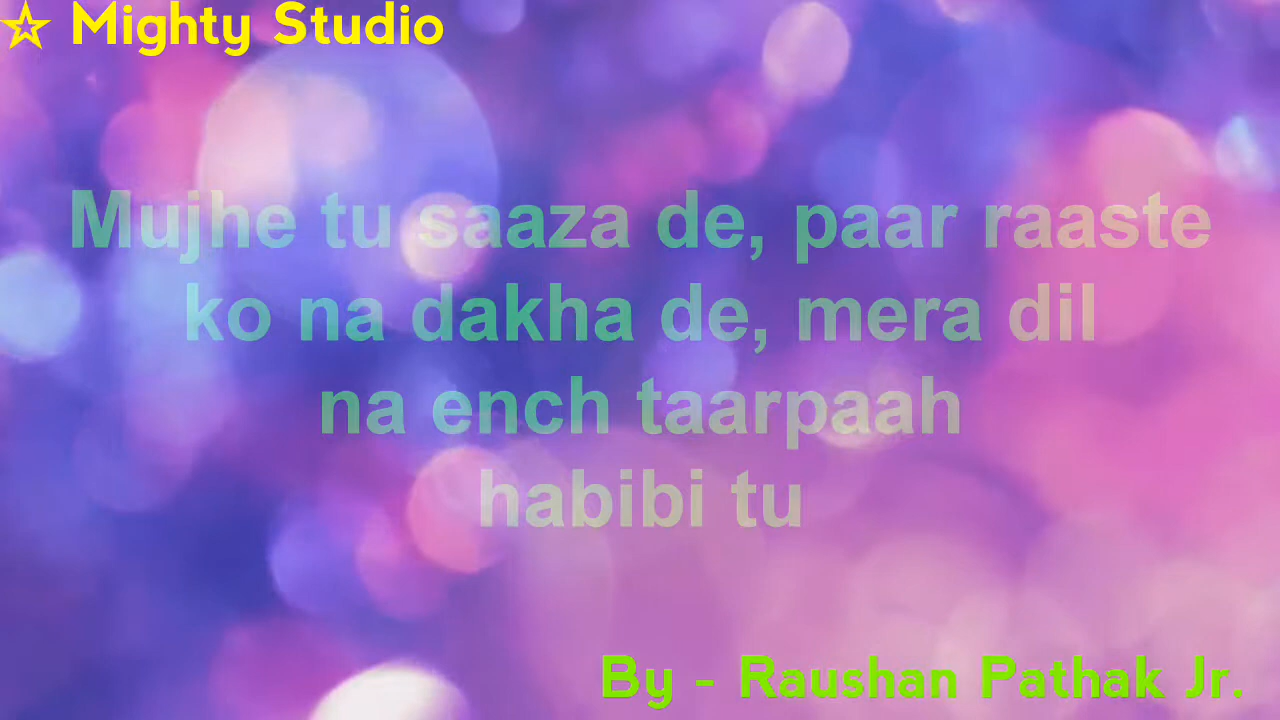 ☆ Mighty Studio
Mujhe tu saaza de, paar raaste
ko na dakha de, mera dil
na ench taarpaah
habibi tu
By - Raushan Pathak Jr.